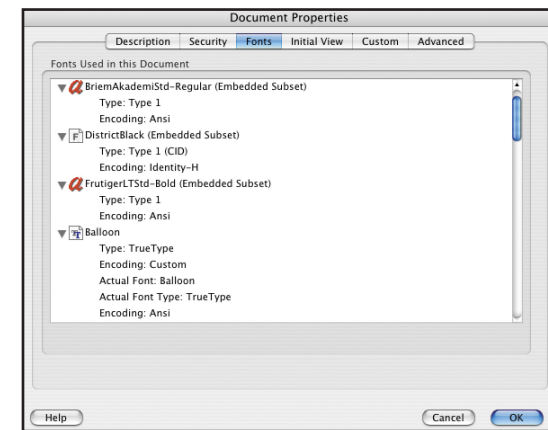 Document Properties
Description Security Fonts Initial View Custom Advanced
Fonts Used in this Document
BriemAkademiStd-Regular (Embedded Subset)
Type: Type 1
Encoding: Ansi
DistrictBlack (Embedded Subset)
Type: Type 1 (CID)
Encoding: Identity-H
FrutigerLTStd-Bold (Embedded Subset)
Type: Type 1
Encoding: Ansi
Balloon
Type: TrueType
Encoding: Custom
Actual Font: Balloon
Actual Font Type: TrueType
Encoding: Ansi
Help Cancel OK